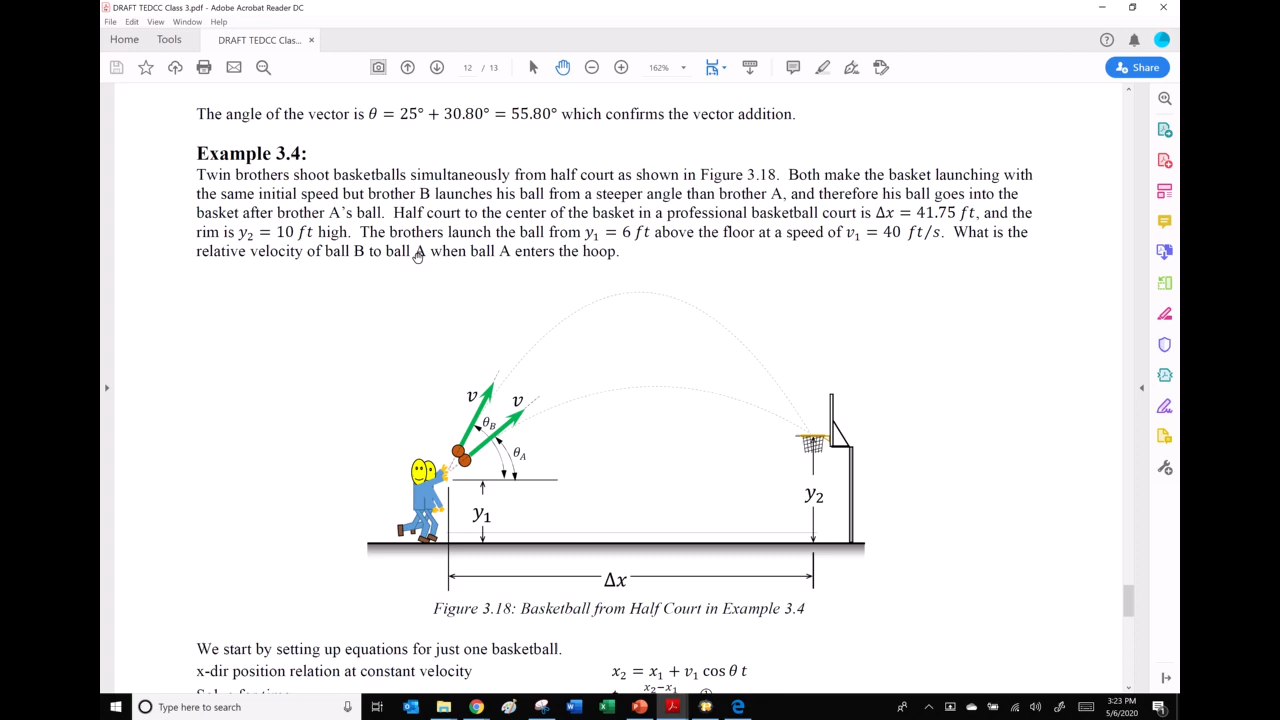 DRAFT TEDCC Class 3.pdf - Adobe Acrobat Reader DC
File Edit View Window Help
Home Tools DRAFT TEDCC Clas... ×
12 / 13 162%
Share
The angle of the vector is θ = 25° + 30.80° = 55.80° which confirms the vector addition.
Example 3.4:
Twin brothers shoot basketballs simultaneously from half court as shown in Figure 3.18. Both make the basket launching with
the same initial speed but brother B launches his ball from a steeper angle than brother A, and therefore his ball goes into the
basket after brother A's ball. Half court to the center of the basket in a professional basketball court is Δx = 41.75 ft, and the
rim is y₂ = 10 ft high. The brothers launch the ball from y₁ = 6 ft above the floor at a speed of v₁ = 40 ft/s. What is the
relative velocity of ball B to ball A when ball A enters the hoop.
v
v
θB
θA
y₁
y₂
Δx
Figure 3.18: Basketball from Half Court in Example 3.4
We start by setting up equations for just one basketball.
x-dir position relation at constant velocity x₂ = x₁ + v₁ cos θ t
x₂−x₁
Type here to search
3:23 PM
5/6/2020